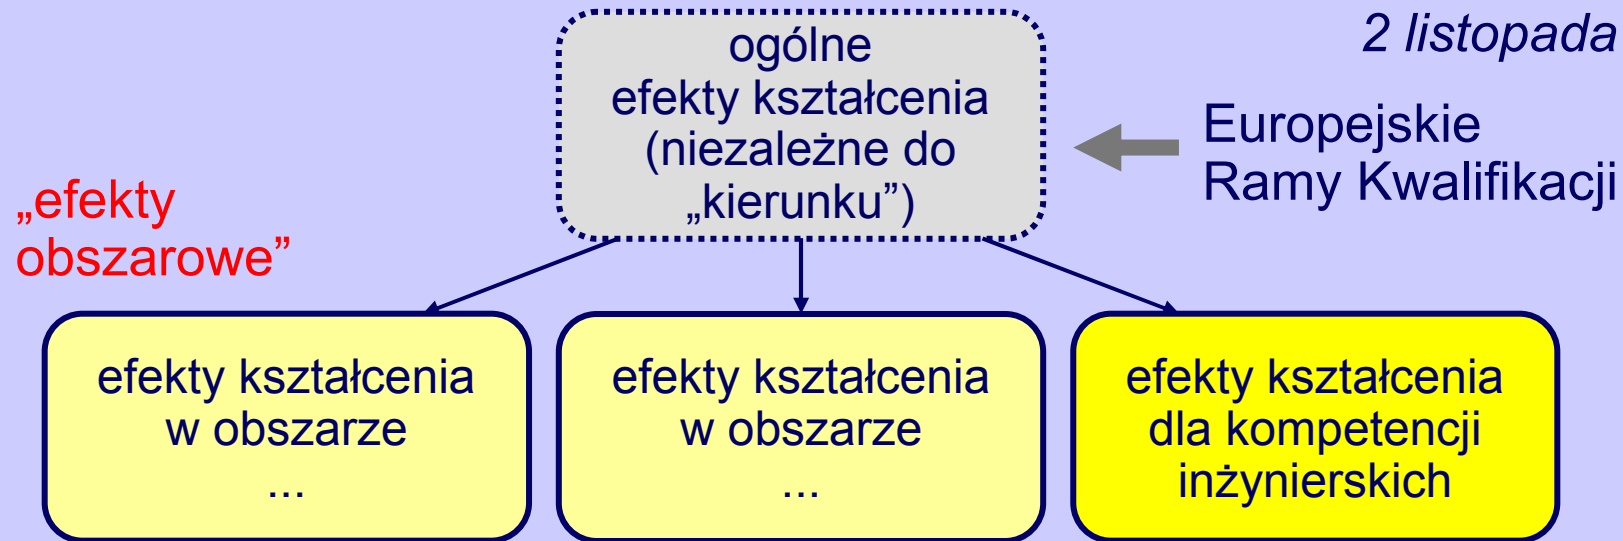 2 listopada
ogólne
efekty kształcenia
(niezależne do
„kierunku”)
Europejskie
Ramy Kwalifikacji
„efekty
obszarowe”
efekty kształcenia
w obszarze
...
efekty kształcenia
w obszarze
...
efekty kształcenia
dla kompetencji
inżynierskich